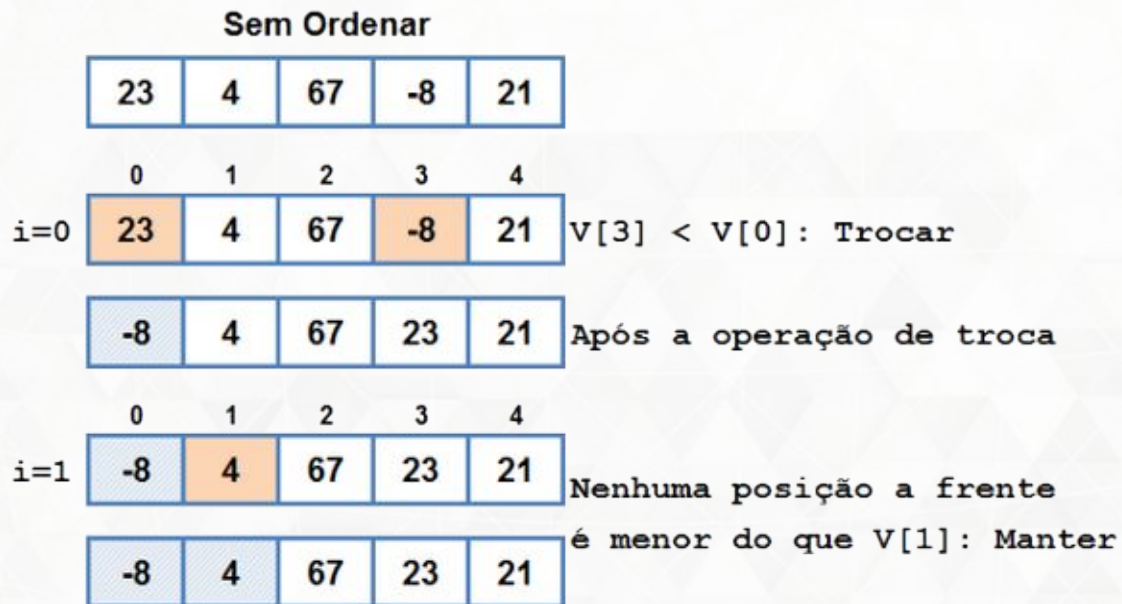 Sem Ordenar
23 4 67 -8 21
0 1 2 3 4
i=0 23 4 67 -8 21 V[3] < V[0]: Trocar
-8 4 67 23 21 Após a operação de troca
0 1 2 3 4
i=1 -8 4 67 23 21 Nenhuma posição a frente
é menor do que V[1]: Manter
-8 4 67 23 21